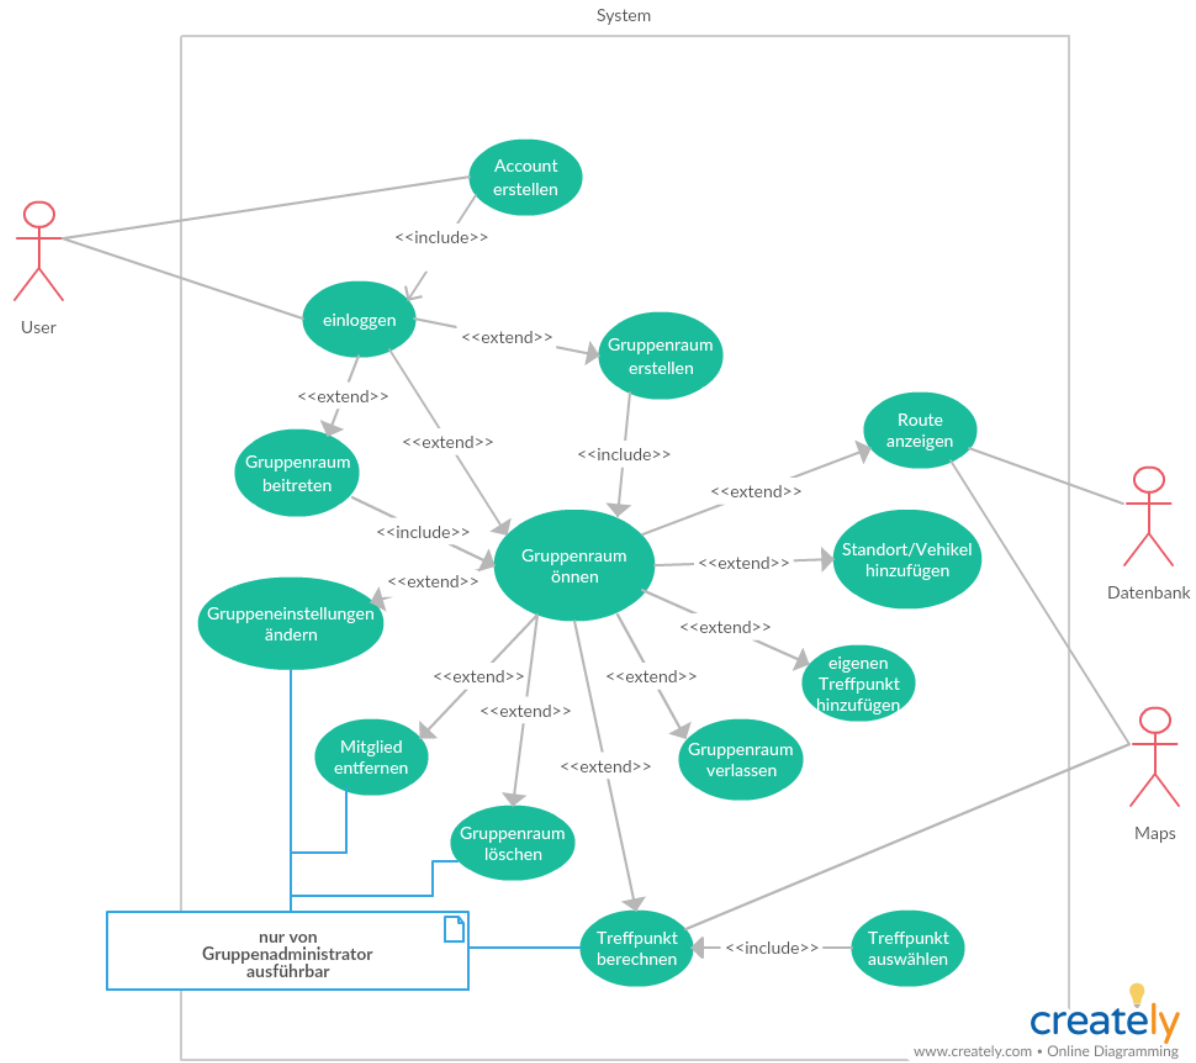 System
Account
erstellen
<<include>>
User
einloggen
<<extend>>
Gruppenraum
erstellen
<<extend>>
<<extend>>
<<include>>
Route
anzeigen
Gruppenraum
beitreten
<<extend>>
<<include>>
Gruppenraum
önnen
<<extend>>
Standort/Vehikel
hinzufügen
<<extend>>
Datenbank
Gruppeneinstellungen
ändern
<<extend>>
eigenen
Treffpunkt
hinzufügen
<<extend>>
<<extend>>
<<extend>>
Mitglied
entfernen
<<extend>>
Gruppenraum
verlassen
Maps
Gruppenraum
löschen
nur von
Gruppenadministrator
ausführbar
Treffpunkt
berechnen
<<include>>
Treffpunkt
auswählen
creately
www.creately.com • Online Diagramming